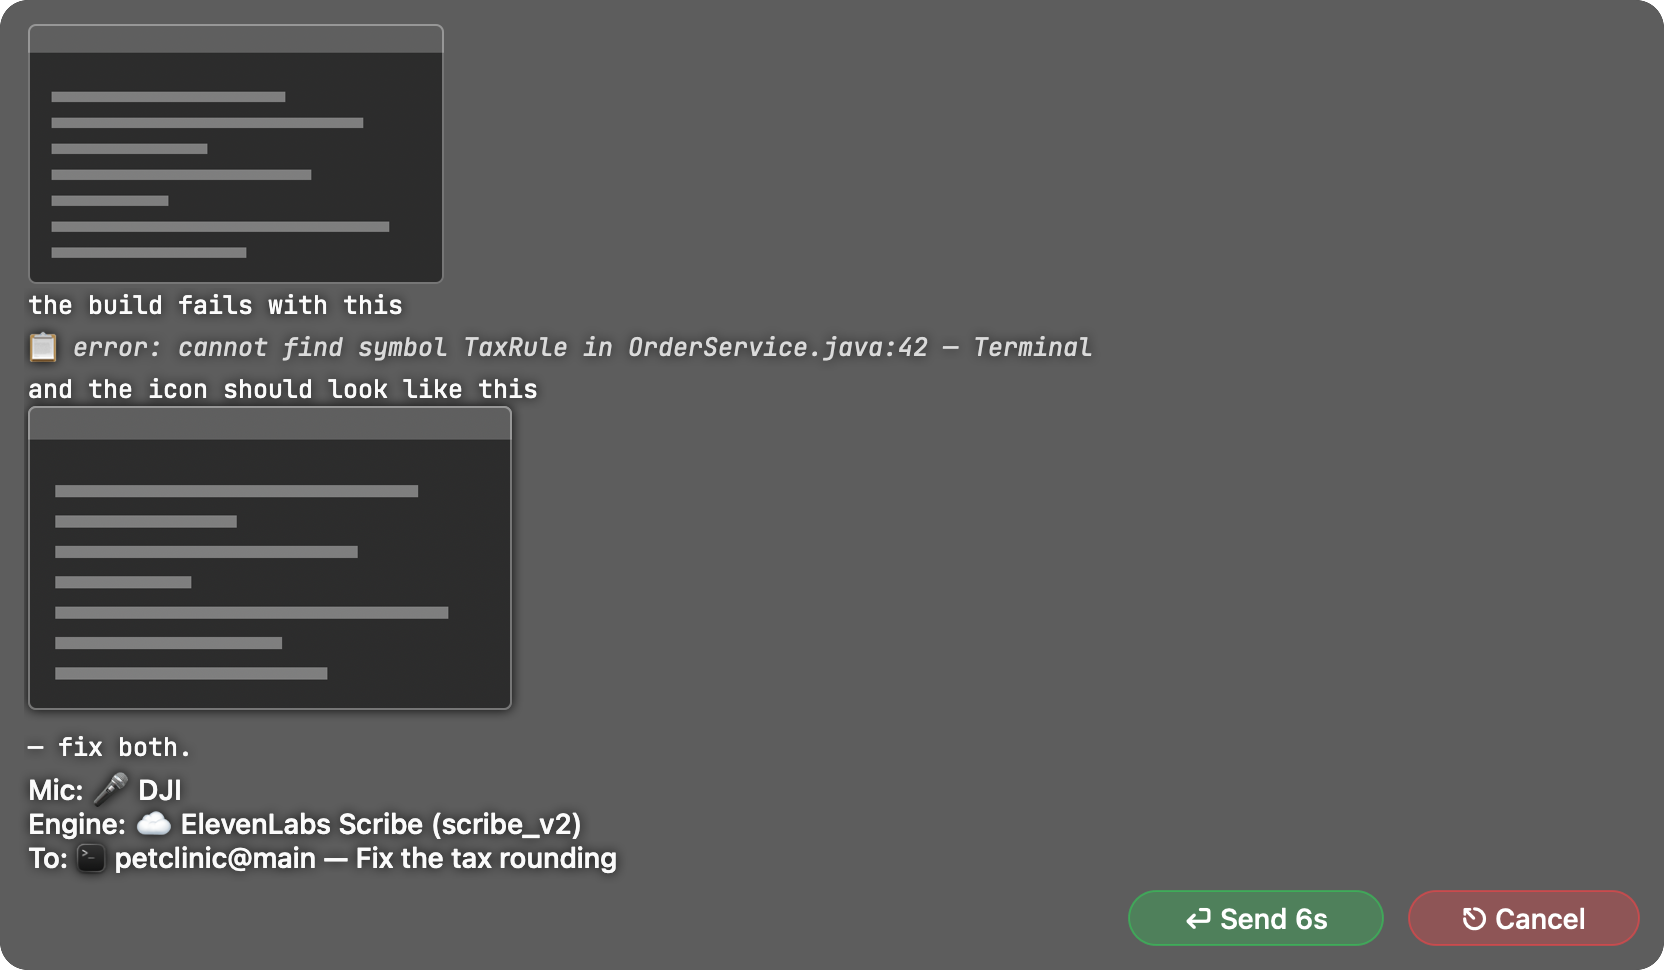 the build fails with this
📋 error: cannot find symbol TaxRule in OrderService.java:42 — Terminal
and the icon should look like this
— fix both.
Mic: 🎤 DJI
Engine: ☁️ ElevenLabs Scribe (scribe_v2)
To: petclinic@main — Fix the tax rounding
Send 6s
Cancel